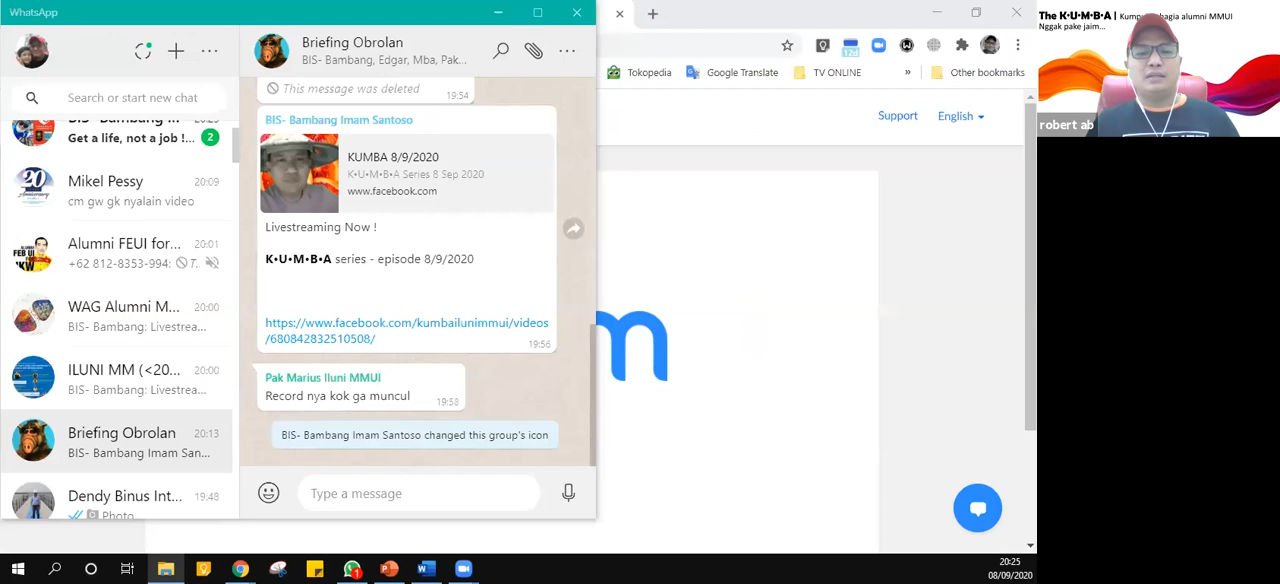 WhatsApp
Search or start new chat
BIS- Bambang ...
Get a life, not a job !...
2
Mikel Pessy
20:09
cm gw gk nyalain video
Alumni FEUI for...
20:01
+62 812-8353-994:
WAG Alumni M...
20:00
BIS- Bambang: Livestrea...
ILUNI MM (<20...
20:00
BIS- Bambang: Livestrea...
Briefing Obrolan
20:13
BIS- Bambang Imam San...
Dendy Binus Int...
19:48
Photo
Briefing Obrolan
BIS- Bambang, Edgar, Mba, Pak...
This message was deleted
19:54
BIS- Bambang Imam Santoso
KUMBA 8/9/2020
K•U•M•B•A Series 8 Sep 2020
www.facebook.com
Livestreaming Now !
K•U•M•B•A series - episode 8/9/2020
https://www.facebook.com/kumbailunimmui/videos
/680842832510508/
19:56
Pak Marius Iluni MMUI
Record nya kok ga muncul
19:58
BIS- Bambang Imam Santoso changed this group's icon
Type a message
Tokopedia
Google Translate
TV ONLINE
»
Other bookmarks
Support
English
m
The K•U•M•B•A |
MMUI
Nggak pake jaim...
robert ab
20:25
08/09/2020